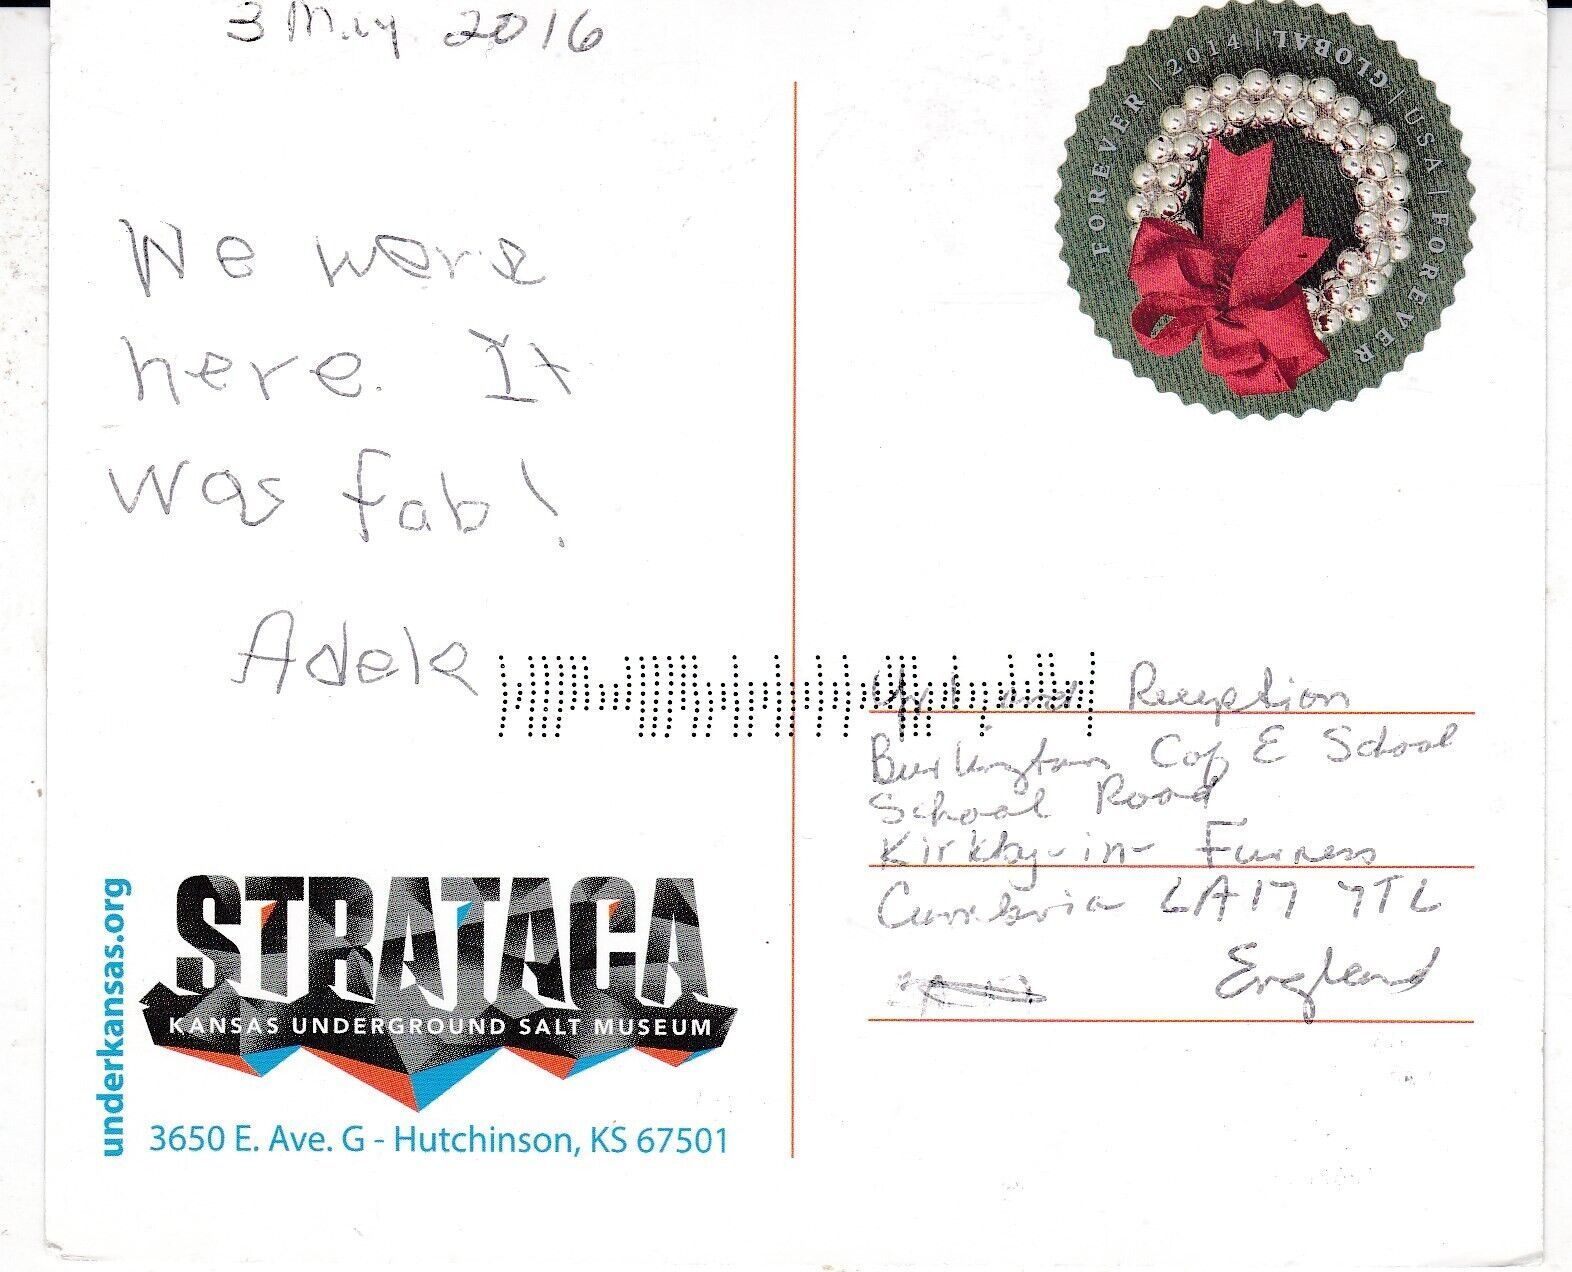 3 May 2016
FOREVER | 2014 | GLOBAL | USA | FOREVER
We were
here. It
was fab!
Adele
Reception
Burlington C of E School
School Road
Kirkby-in-Furness
Cumbria LA17 7TL
England
underkansas.org
STRATACA
KANSAS UNDERGROUND SALT MUSEUM
3650 E. Ave. G - Hutchinson, KS 67501